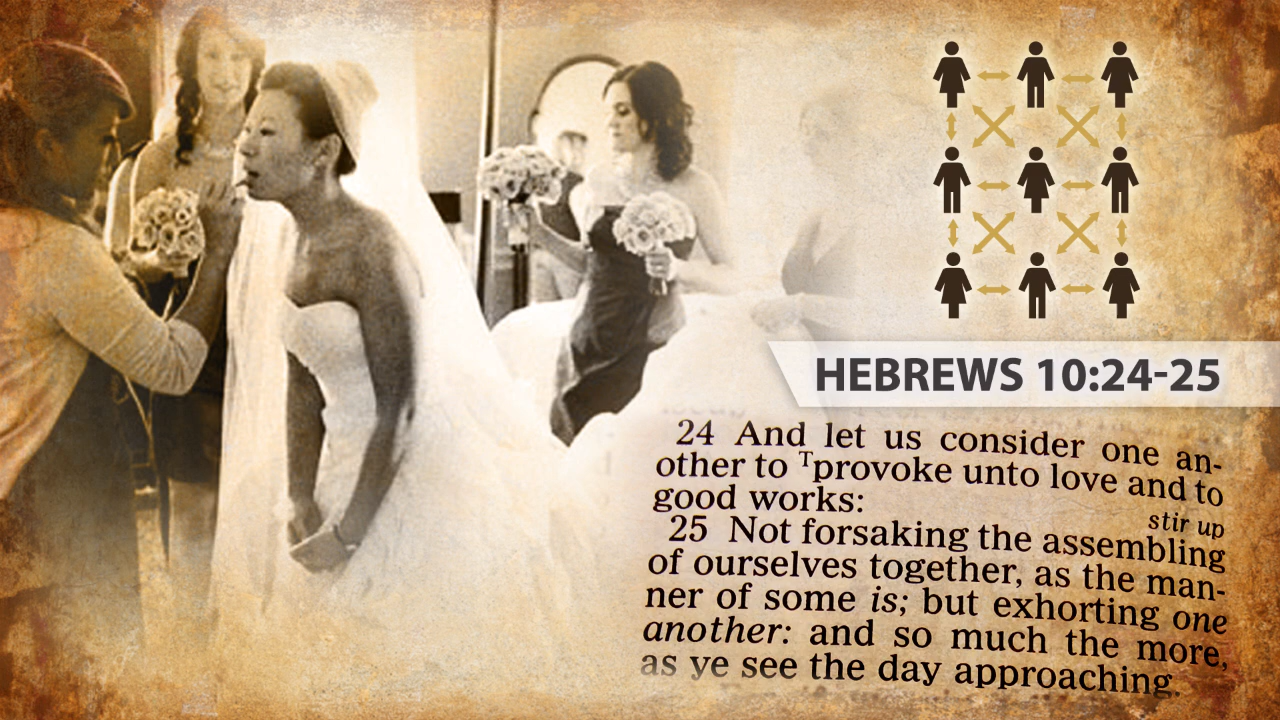 HEBREWS 10:24-25
24 And let us consider one an-
other to ᵀprovoke unto love and to
good works:
stir up
25 Not forsaking the assembling
of ourselves together, as the man-
ner of some is; but exhorting one
another: and so much the more,
as ye see the day approaching.